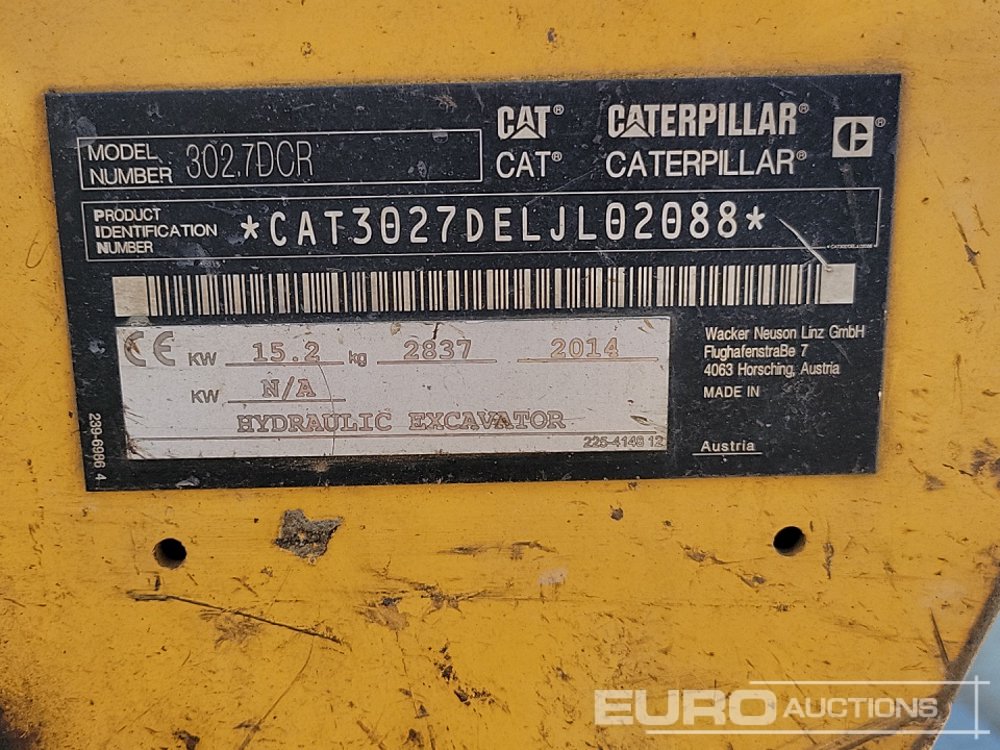 CAT® CATERPILLAR®
CAT® CATERPILLAR®
MODEL NUMBER 302.7DCR
PRODUCT IDENTIFICATION NUMBER *CAT3027DELJL02088*
CE KW 15.2 kg 2837 2014
KW N/A
HYDRAULIC EXCAVATOR
225-4148 12
239-6986 4
Wacker Neuson Linz GmbH
Flughafenstraße 7
4063 Horsching, Austria
MADE IN
Austria
EURO AUCTIONS